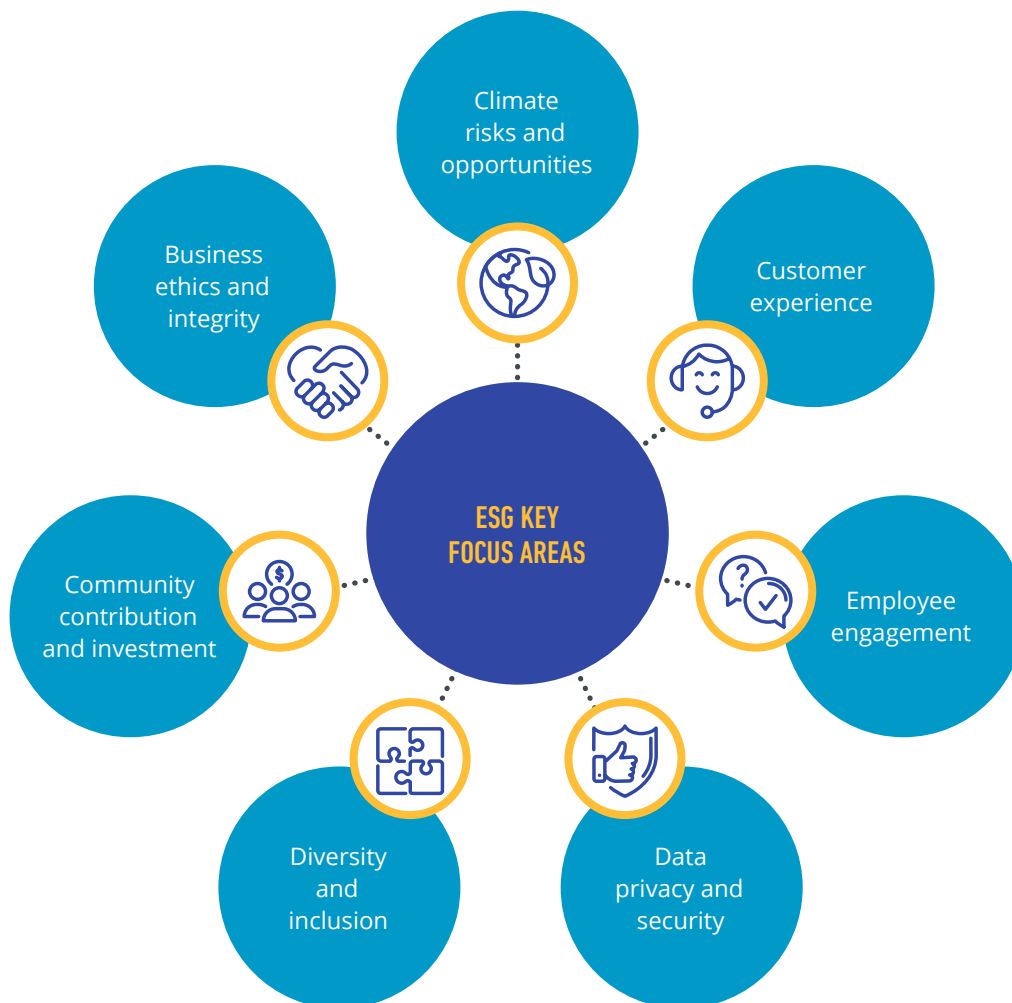 Climate
risks and
opportunities
Customer
experience
Employee
engagement
Data
privacy and
security
Diversity
and
inclusion
Community
contribution
and investment
$
Business
ethics and
integrity
?
ESG KEY
FOCUS AREAS